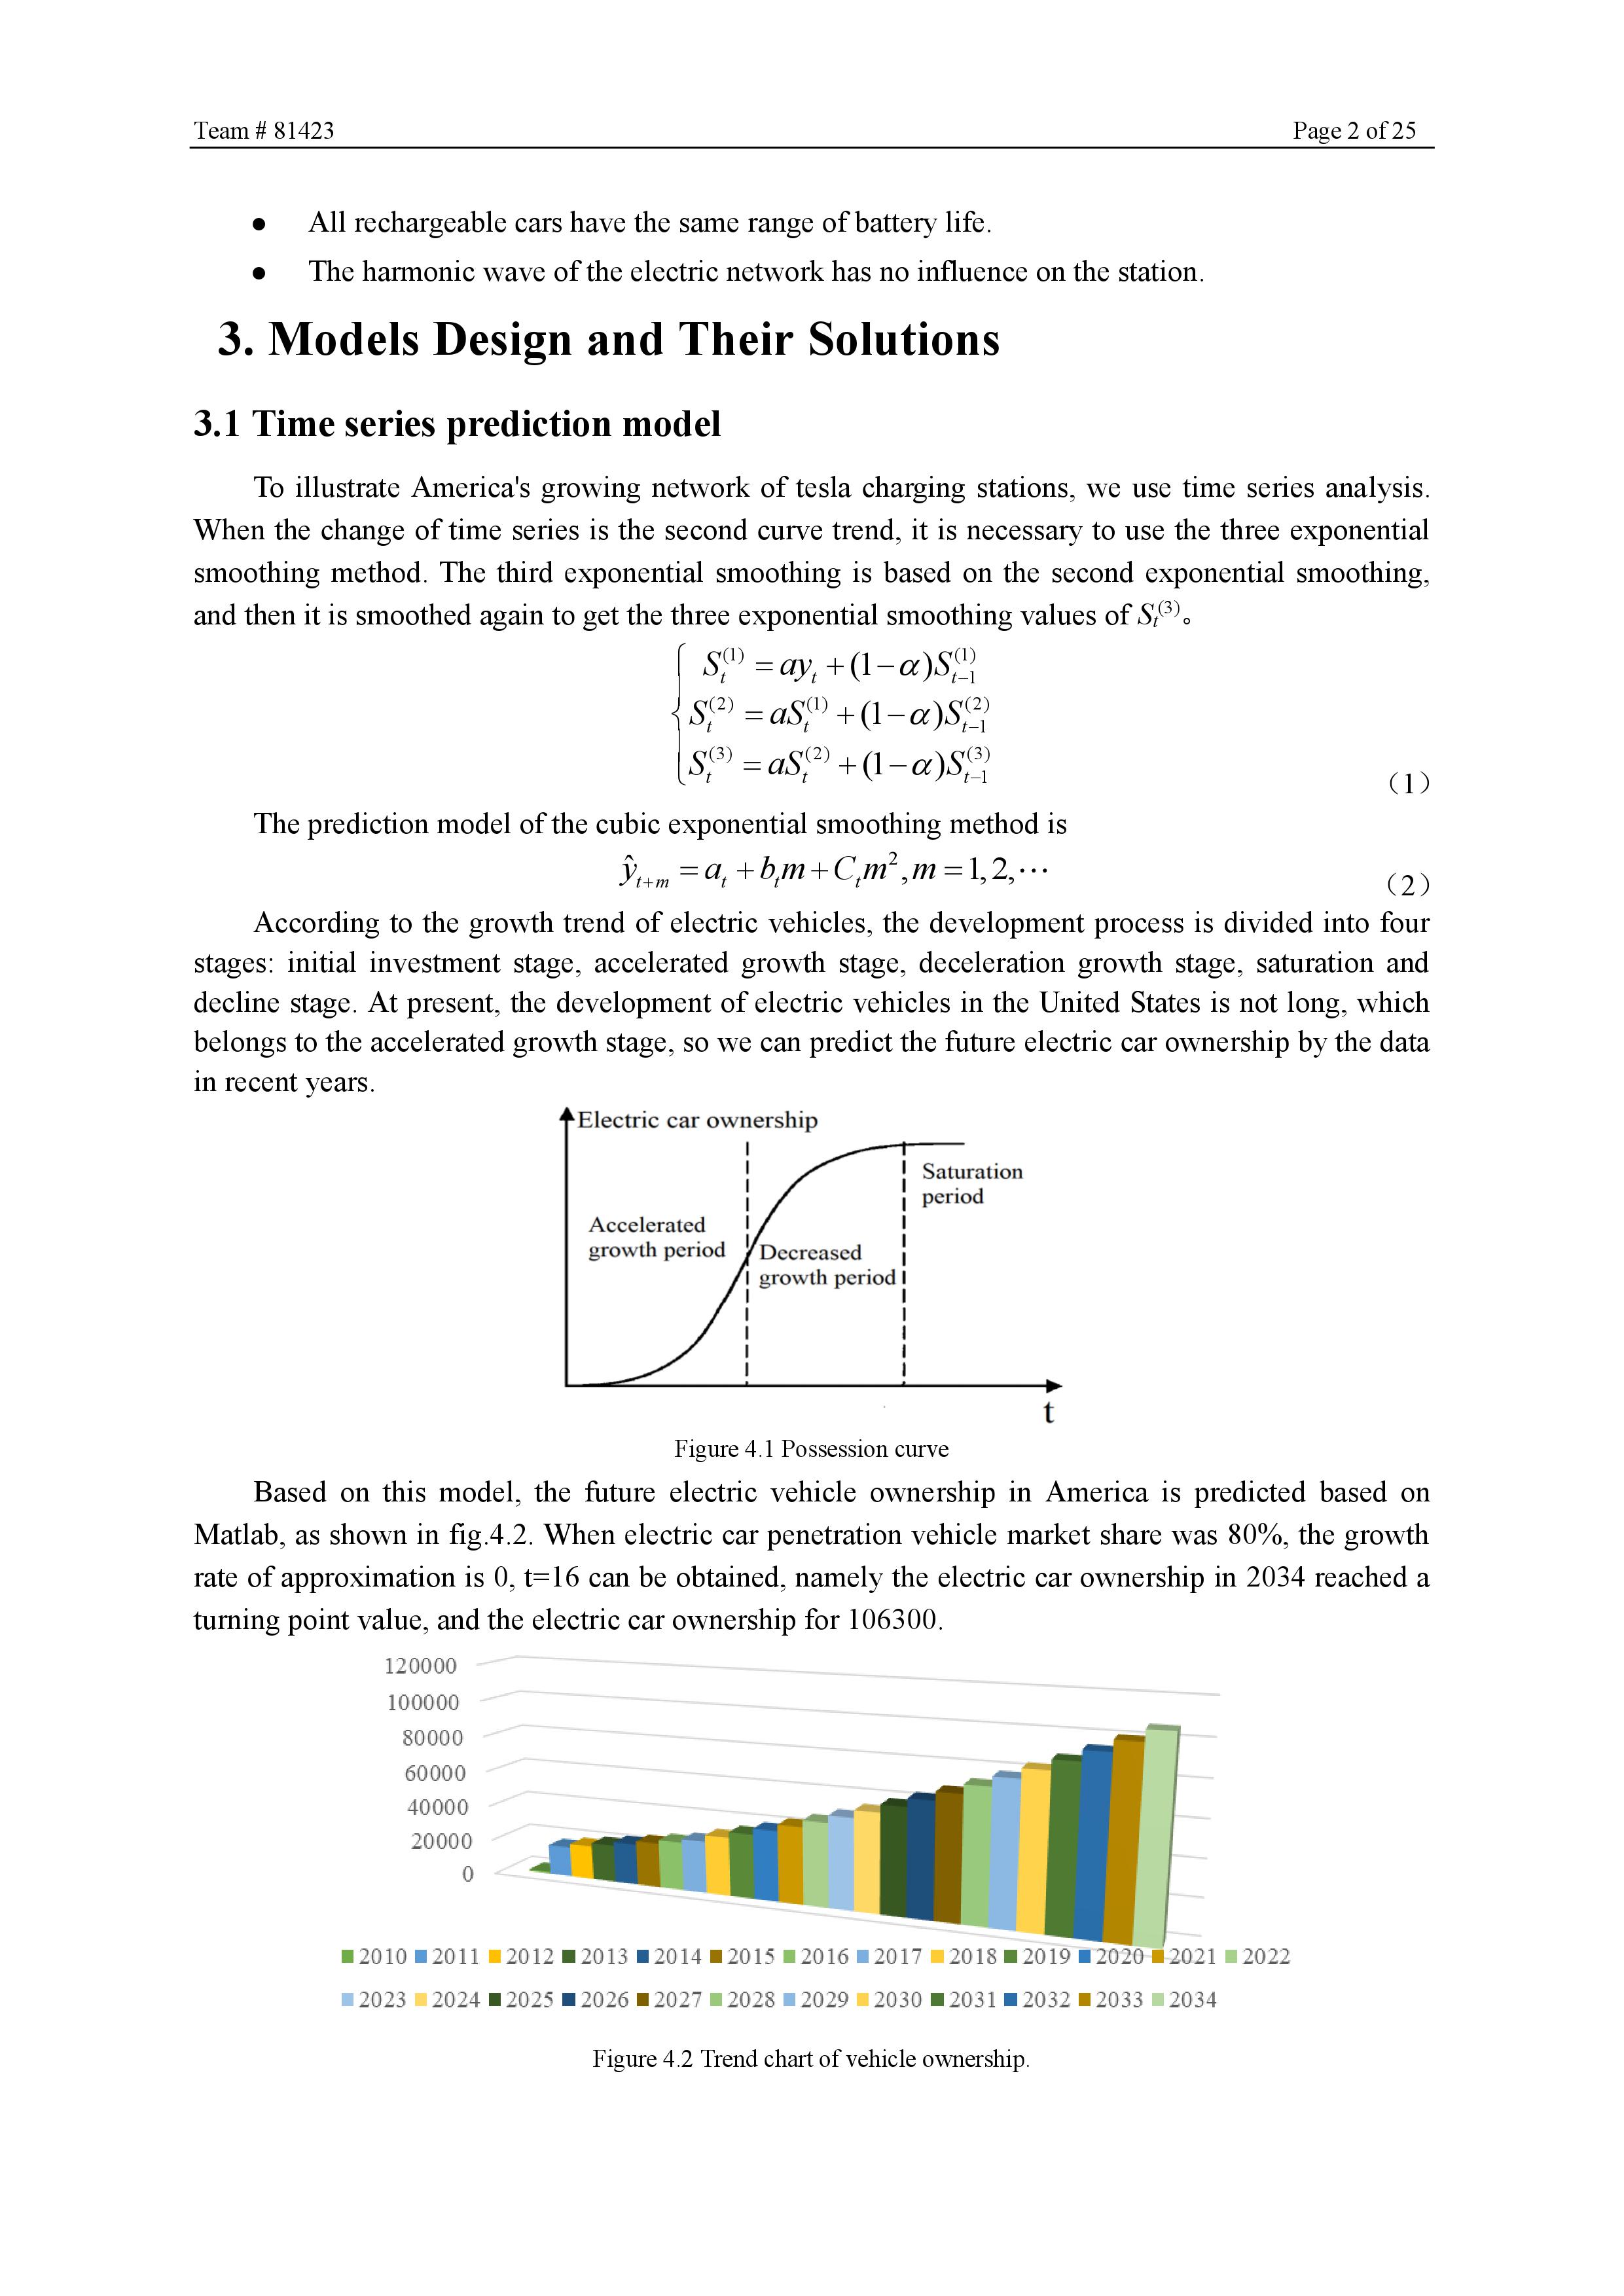 Team # 81423 Page 2 of 25
● All rechargeable cars have the same range of battery life.
● The harmonic wave of the electric network has no influence on the station.
3. Models Design and Their Solutions
3.1 Time series prediction model
To illustrate America's growing network of tesla charging stations, we use time series analysis.
When the change of time series is the second curve trend, it is necessary to use the three exponential
smoothing method. The third exponential smoothing is based on the second exponential smoothing,
and then it is smoothed again to get the three exponential smoothing values of $S_t^{(3)}$。
$S_t^{(1)} = ay_t + (1-\alpha)S_{t-1}^{(1)}$
$S_t^{(2)} = aS_t^{(1)} + (1-\alpha)S_{t-1}^{(2)}$
$S_t^{(3)} = aS_t^{(2)} + (1-\alpha)S_{t-1}^{(3)}$
（1）
The prediction model of the cubic exponential smoothing method is
$\hat{y}_{t+m} = a_t + b_t m + C_t m^2, m = 1, 2, \cdots$ （2）
According to the growth trend of electric vehicles, the development process is divided into four
stages: initial investment stage, accelerated growth stage, deceleration growth stage, saturation and
decline stage. At present, the development of electric vehicles in the United States is not long, which
belongs to the accelerated growth stage, so we can predict the future electric car ownership by the data
in recent years.
Electric car ownership
Saturation
period
Accelerated
growth period
Decreased
growth period
t
Figure 4.1 Possession curve
Based on this model, the future electric vehicle ownership in America is predicted based on
Matlab, as shown in fig.4.2. When electric car penetration vehicle market share was 80%, the growth
rate of approximation is 0, t=16 can be obtained, namely the electric car ownership in 2034 reached a
turning point value, and the electric car ownership for 106300.
120000
100000
80000
60000
40000
20000
0
2010 2011 2012 2013 2014 2015 2016 2017 2018 2019 2020 2021 2022
2023 2024 2025 2026 2027 2028 2029 2030 2031 2032 2033 2034
Figure 4.2 Trend chart of vehicle ownership.